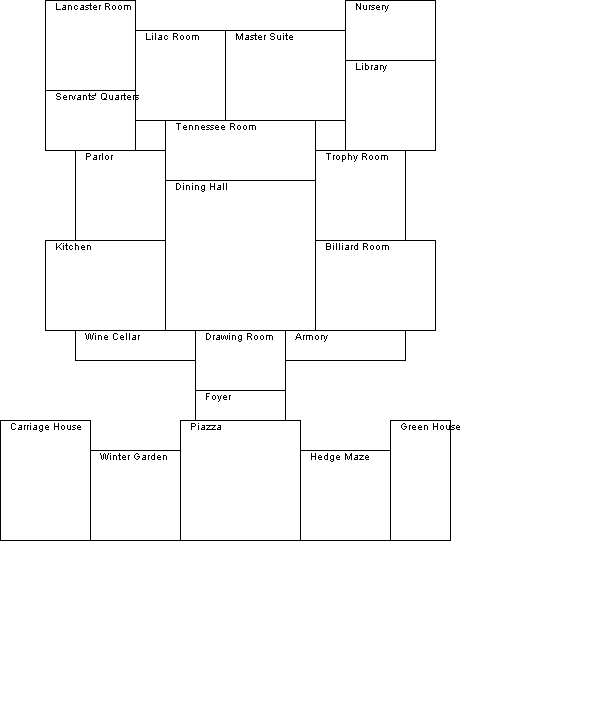 Lancaster Room
Nursery
Lilac Room
Master Suite
Library
Servants' Quarters
Tennessee Room
Parlor
Trophy Room
Dining Hall
Kitchen
Billiard Room
Wine Cellar
Drawing Room
Armory
Foyer
Carriage House
Piazza
Green House
Winter Garden
Hedge Maze